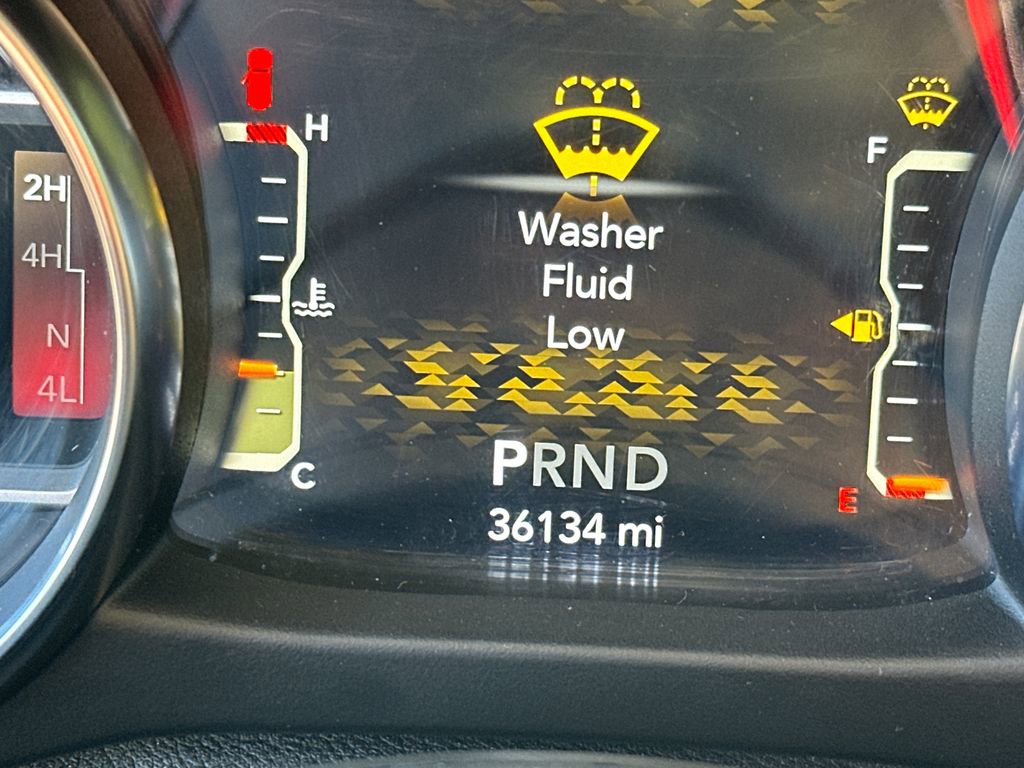 H
F
2H
4H
N
4L
Washer
Fluid
Low
C
E
PRND
36134 mi